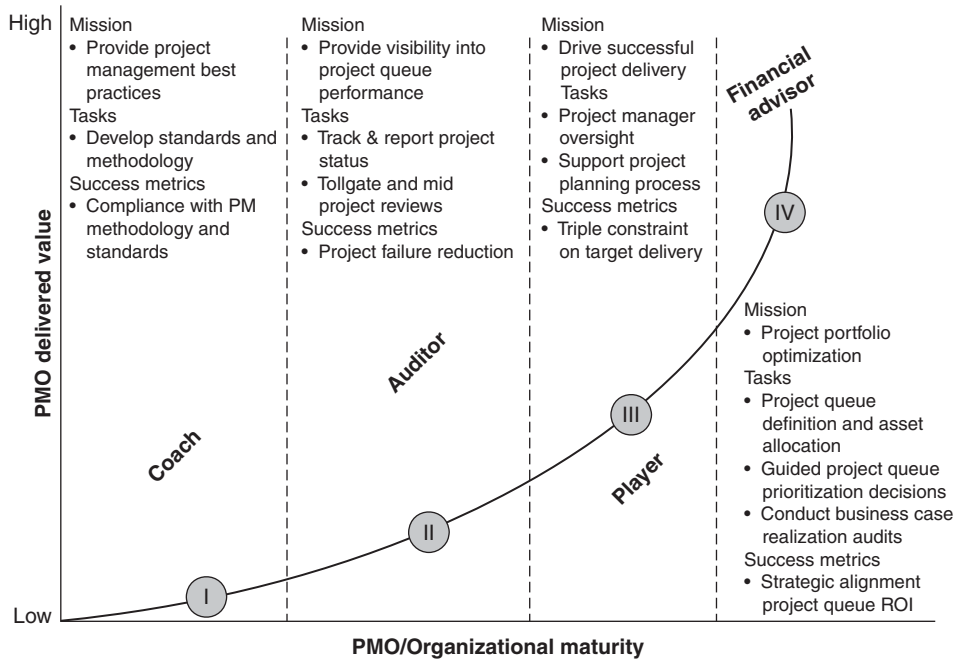 High
Mission
• Provide project
management best
practices
Tasks
• Develop standards and
methodology
Success metrics
• Compliance with PM
methodology and
standards
Mission
• Provide visibility into
project queue
performance
Tasks
• Track & report project
status
• Tollgate and mid
project reviews
Success metrics
• Project failure reduction
Mission
• Drive successful
project delivery
Tasks
• Project manager
oversight
• Support project
planning process
Success metrics
• Triple constraint
on target delivery
Financial
advisor
IV
Mission
• Project portfolio
optimization
Tasks
• Project queue
definition and asset
allocation
• Guided project queue
prioritization decisions
• Conduct business case
realization audits
Success metrics
• Strategic alignment
project queue ROI
PMO delivered value
Coach
Auditor
Player
III
II
I
Low
PMO/Organizational maturity